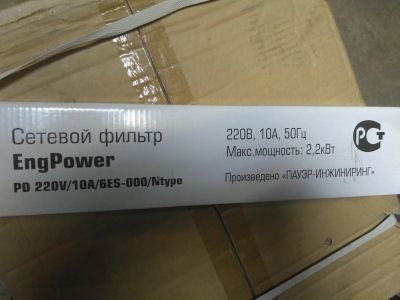 Сетевой фильтр
EngPower
PD 220V/10A/6ES-000/Ntype
220В, 10А, 50Гц
Макс.мощность: 2,2кВт
Произведено «ПАУЭР-ИНЖИНИРИНГ»
РСТ